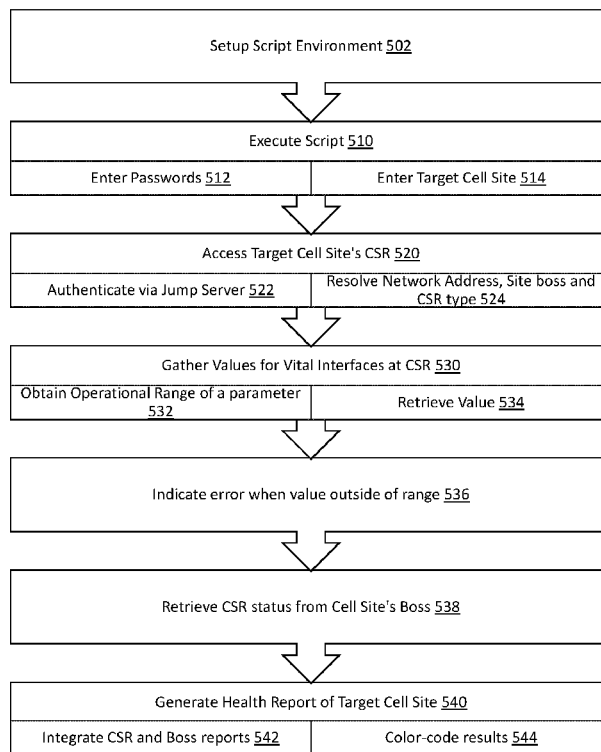 Setup Script Environment 502
Execute Script 510
Enter Passwords 512
Enter Target Cell Site 514
Access Target Cell Site's CSR 520
Authenticate via Jump Server 522
Resolve Network Address, Site boss and
CSR type 524
Gather Values for Vital Interfaces at CSR 530
Obtain Operational Range of a parameter
532
Retrieve Value 534
Indicate error when value outside of range 536
Retrieve CSR status from Cell Site's Boss 538
Generate Health Report of Target Cell Site 540
Integrate CSR and Boss reports 542
Color-code results 544